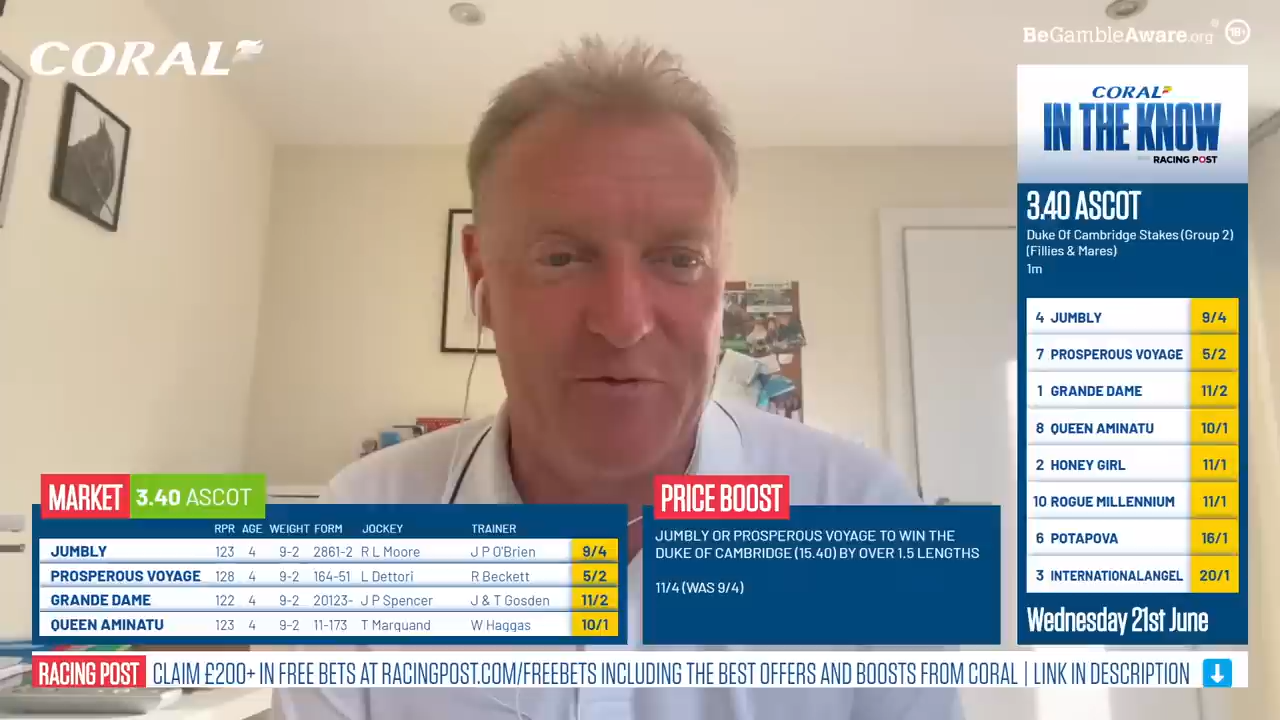 CORAL
BeGambleAware.org® 18+
CORAL
IN THE KNOW
RACING POST
3.40 ASCOT
Duke Of Cambridge Stakes (Group 2)
(Fillies & Mares)
1m
4 JUMBLY 9/4
7 PROSPEROUS VOYAGE 5/2
1 GRANDE DAME 11/2
8 QUEEN AMINATU 10/1
2 HONEY GIRL 11/1
10 ROGUE MILLENNIUM 11/1
6 POTAPOVA 16/1
3 INTERNATIONALANGEL 20/1
Wednesday 21st June
MARKET 3.40 ASCOT
RPR AGE WEIGHT FORM JOCKEY TRAINER
JUMBLY 123 4 9-2 2861-2 R L Moore J P O'Brien 9/4
PROSPEROUS VOYAGE 128 4 9-2 164-51 L Dettori R Beckett 5/2
GRANDE DAME 122 4 9-2 20123- J P Spencer J & T Gosden 11/2
QUEEN AMINATU 123 4 9-2 11-173 T Marquand W Haggas 10/1
PRICE BOOST
JUMBLY OR PROSPEROUS VOYAGE TO WIN THE
DUKE OF CAMBRIDGE (15.40) BY OVER 1.5 LENGTHS
11/4 (WAS 9/4)
RACING POST CLAIM £200+ IN FREE BETS AT RACINGPOST.COM/FREEBETS INCLUDING THE BEST OFFERS AND BOOSTS FROM CORAL | LINK IN DESCRIPTION